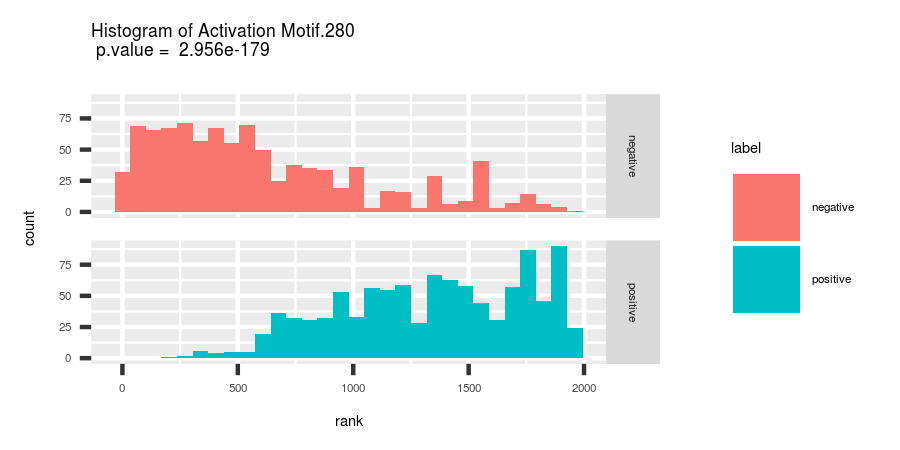 Histogram of Activation Motif.280
p.value =  2.956e-179
count
75
50
25
0
negative
75
50
25
0
positive
0
500
1000
1500
2000
rank
label
negative
positive